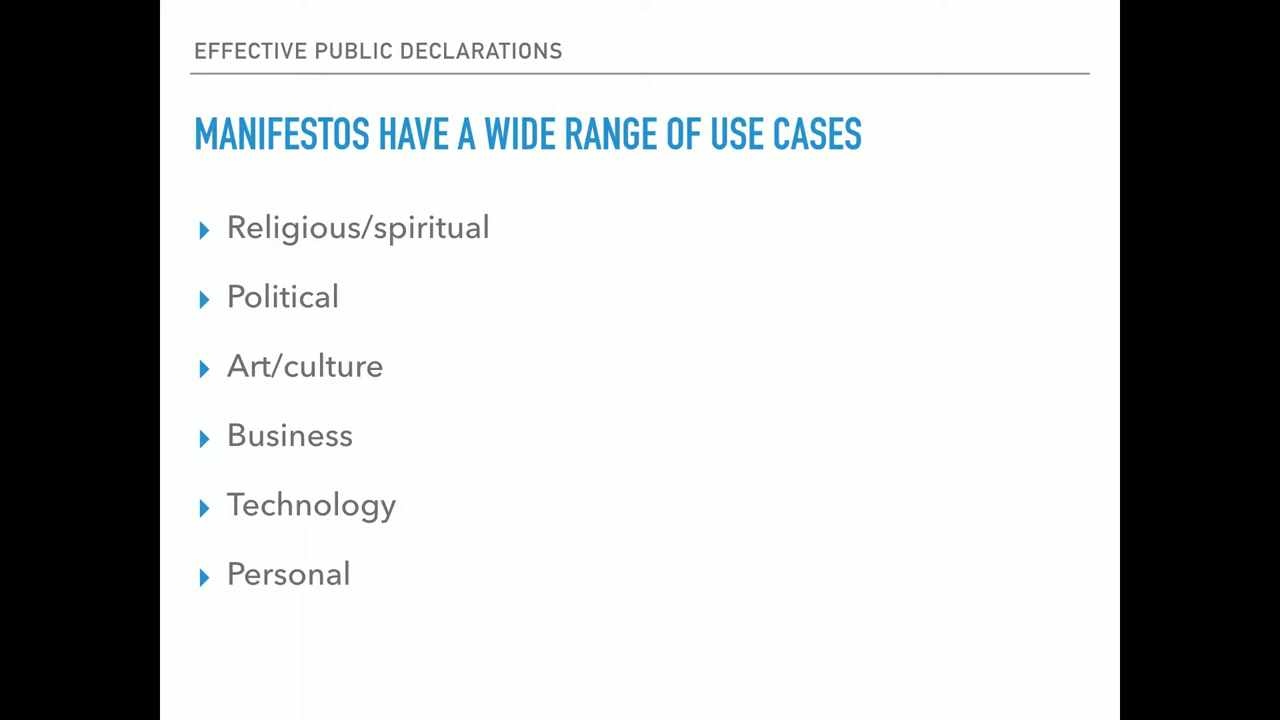 EFFECTIVE PUBLIC DECLARATIONS
MANIFESTOS HAVE A WIDE RANGE OF USE CASES
Religious/spiritual
Political
Art/culture
Business
Technology
Personal